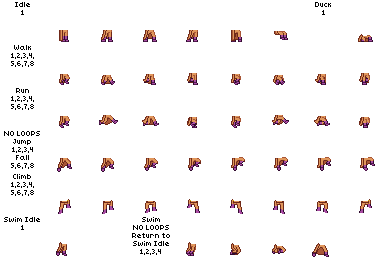 Idle
1
Duck
1
Walk
1,2,3,4,
5,6,7,8
Run
1,2,3,4,
5,6,7,8
NO LOOPS
Jump
1,2,3,4
Fall
5,6,7,8
Climb
1,2,3,4,
5,6,7,8
Swim Idle
1
Swim
NO LOOPS
Return to
Swim Idle
1,2,3,4